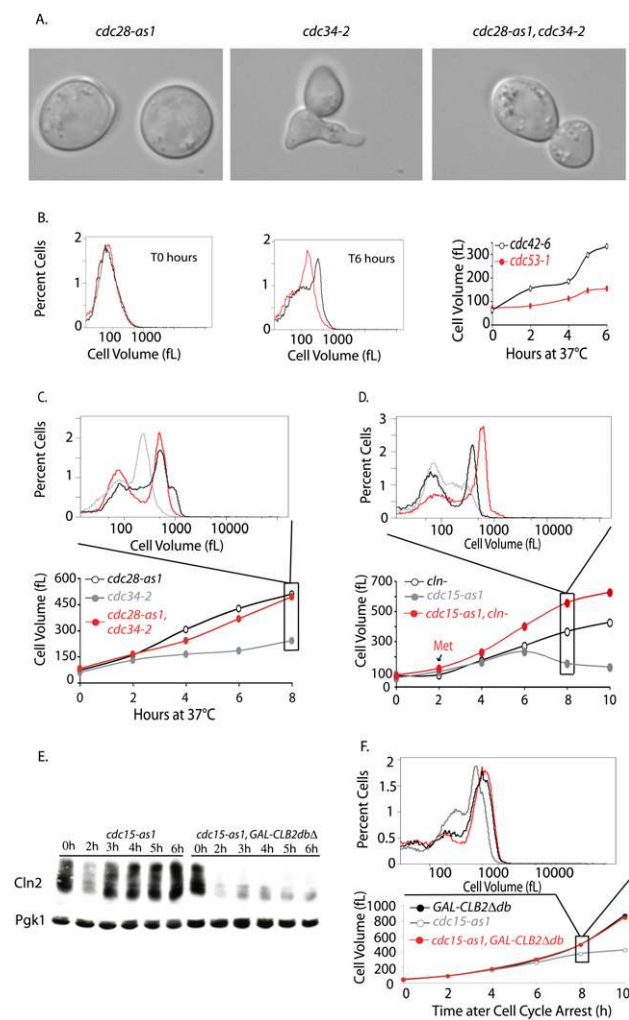 A.
cdc28-as1 cdc34-2 cdc28-as1, cdc34-2
B.
Percent Cells
2
1
0
T0 hours
100 1000
Cell Volume (fL)
Percent Cells
2
1
0
T6 hours
100 1000
Cell Volume (fL)
Cell Volume (fL)
300
200
100
0
cdc42-6
cdc53-1
0 2 4 6
Hours at 37°C
C.
Percent Cells
2
1
0
100 1000 10000
Cell Volume (fL)
Cell Volume (fL)
600
450
300
150
0
cdc28-as1
cdc34-2
cdc28-as1,
cdc34-2
0 2 4 6 8
Hours at 37°C
D.
Percent Cells
3
2
1
0
100 1000 10000
Cell Volume (fL)
Cell Volume (fL)
700
500
300
100
0
cln-
cdc15-as1
cdc15-as1, cln-
Met
0 2 4 6 8 10
E.
cdc15-as1 cdc15-as1, GAL-CLB2dbΔ
0h 2h 3h 4h 5h 6h 0h 2h 3h 4h 5h 6h
Cln2
Pgk1
F.
Percent Cells
2
1.5
1
0.5
0
100 1000 10000
Cell Volume (fL)
Cell Volume (fL)
1000
800
600
400
200
0
GAL-CLB2Δdb
cdc15-as1
cdc15-as1, GAL-CLB2Δdb
0 2 4 6 8 10
Time ater Cell Cycle Arrest (h)